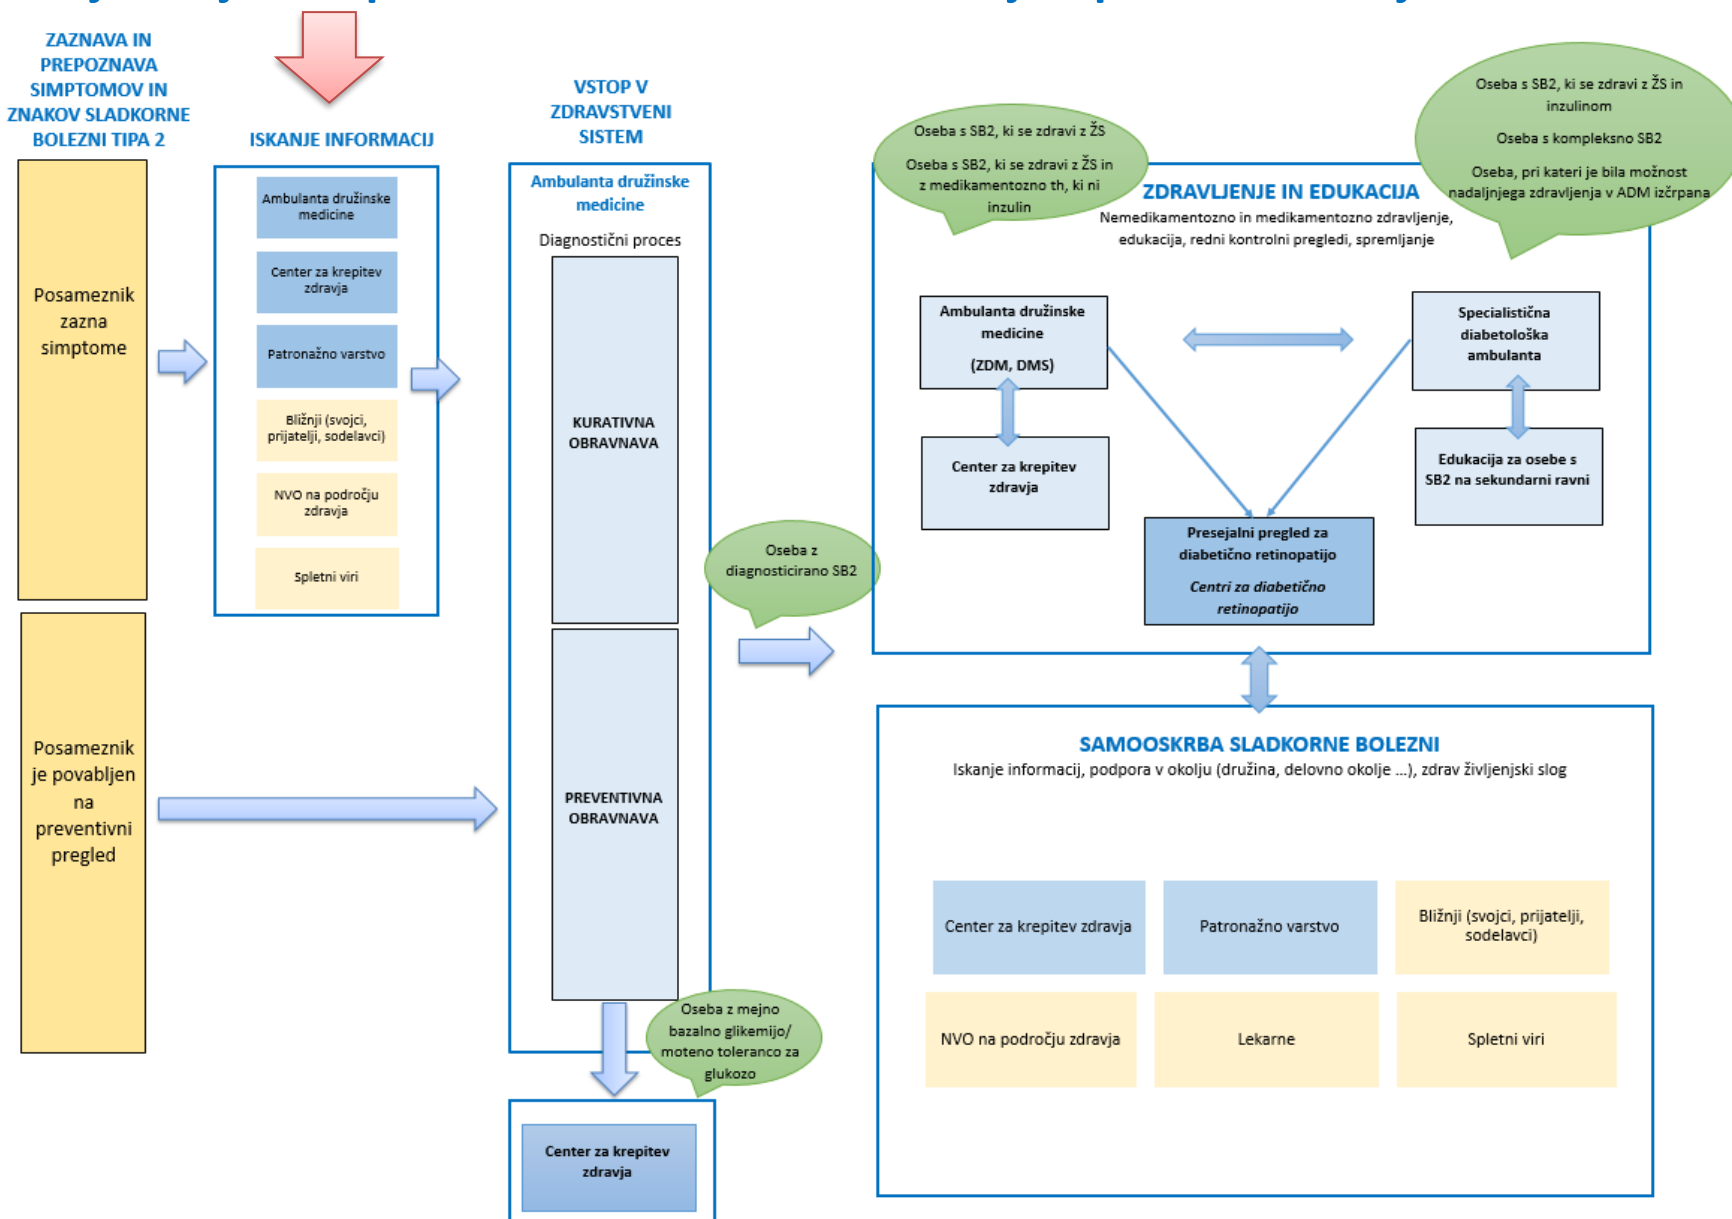 ZAZNAVA IN
PREPOZNAVA
SIMPTOMOV IN
ZNAKOV SLADKORNE
BOLEZNI TIPA 2
Posameznik
zazna
simptome
Posameznik
je povabljen
na
preventivni
pregled
ISKANJE INFORMACIJ
Ambulanta družinske
medicine
Center za krepitev
zdravja
Patronažno varstvo
Bližnji (svojci,
prijatelji, sodelavci)
NVO na področju
zdravja
Spletni viri
VSTOP V
ZDRAVSTVENI
SISTEM
Ambulanta družinske
medicine
Diagnostični proces
KURATIVNA
OBRAVNAVA
PREVENTIVNA
OBRAVNAVA
Oseba z mejno
bazalno glikemijo/
moteno toleranco za
glukozo
Center za krepitev
zdravja
Oseba z
diagnosticirano SB2
Oseba s SB2, ki se zdravi z ŽS
Oseba s SB2, ki se zdravi z ŽS in
z medikamentozno th, ki ni
inzulin
Oseba s SB2, ki se zdravi z ŽS in
inzulinom
Oseba s kompleksno SB2
Oseba, pri kateri je bila možnost
nadaljnjega zdravljenja v ADM izčrpana
ZDRAVLJENJE IN EDUKACIJA
Nemedikamentozno in medikamentozno zdravljenje,
edukacija, redni kontrolni pregledi, spremljanje
Ambulanta družinske
medicine
(ZDM, DMS)
Specialistična
diabetološka
ambulanta
Center za krepitev
zdravja
Edukacija za osebe s
SB2 na sekundarni ravni
Presejalni pregled za
diabetično retinopatijo
Centri za diabetično
retinopatijo
SAMOOSKRBA SLADKORNE BOLEZNI
Iskanje informacij, podpora v okolju (družina, delovno okolje ...), zdrav življenjski slog
Center za krepitev zdravja
Patronažno varstvo
Bližnji (svojci, prijatelji,
sodelavci)
NVO na področju zdravja
Lekarne
Spletni viri